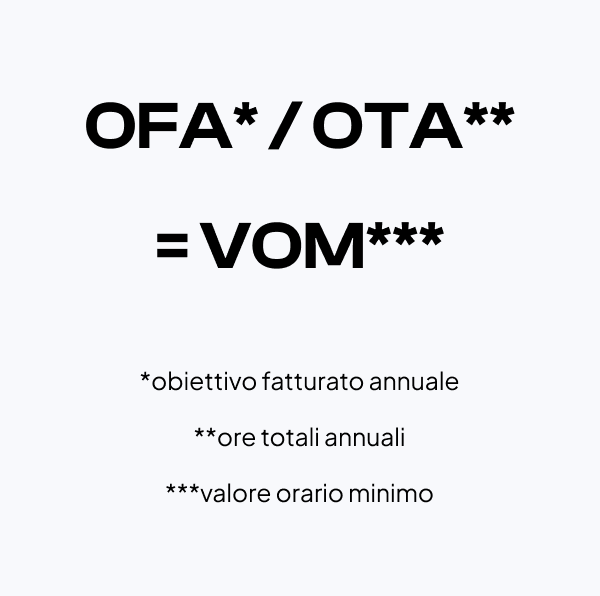 OFA* / OTA**
= VOM***
*obiettivo fatturato annuale
**ore totali annuali
***valore orario minimo